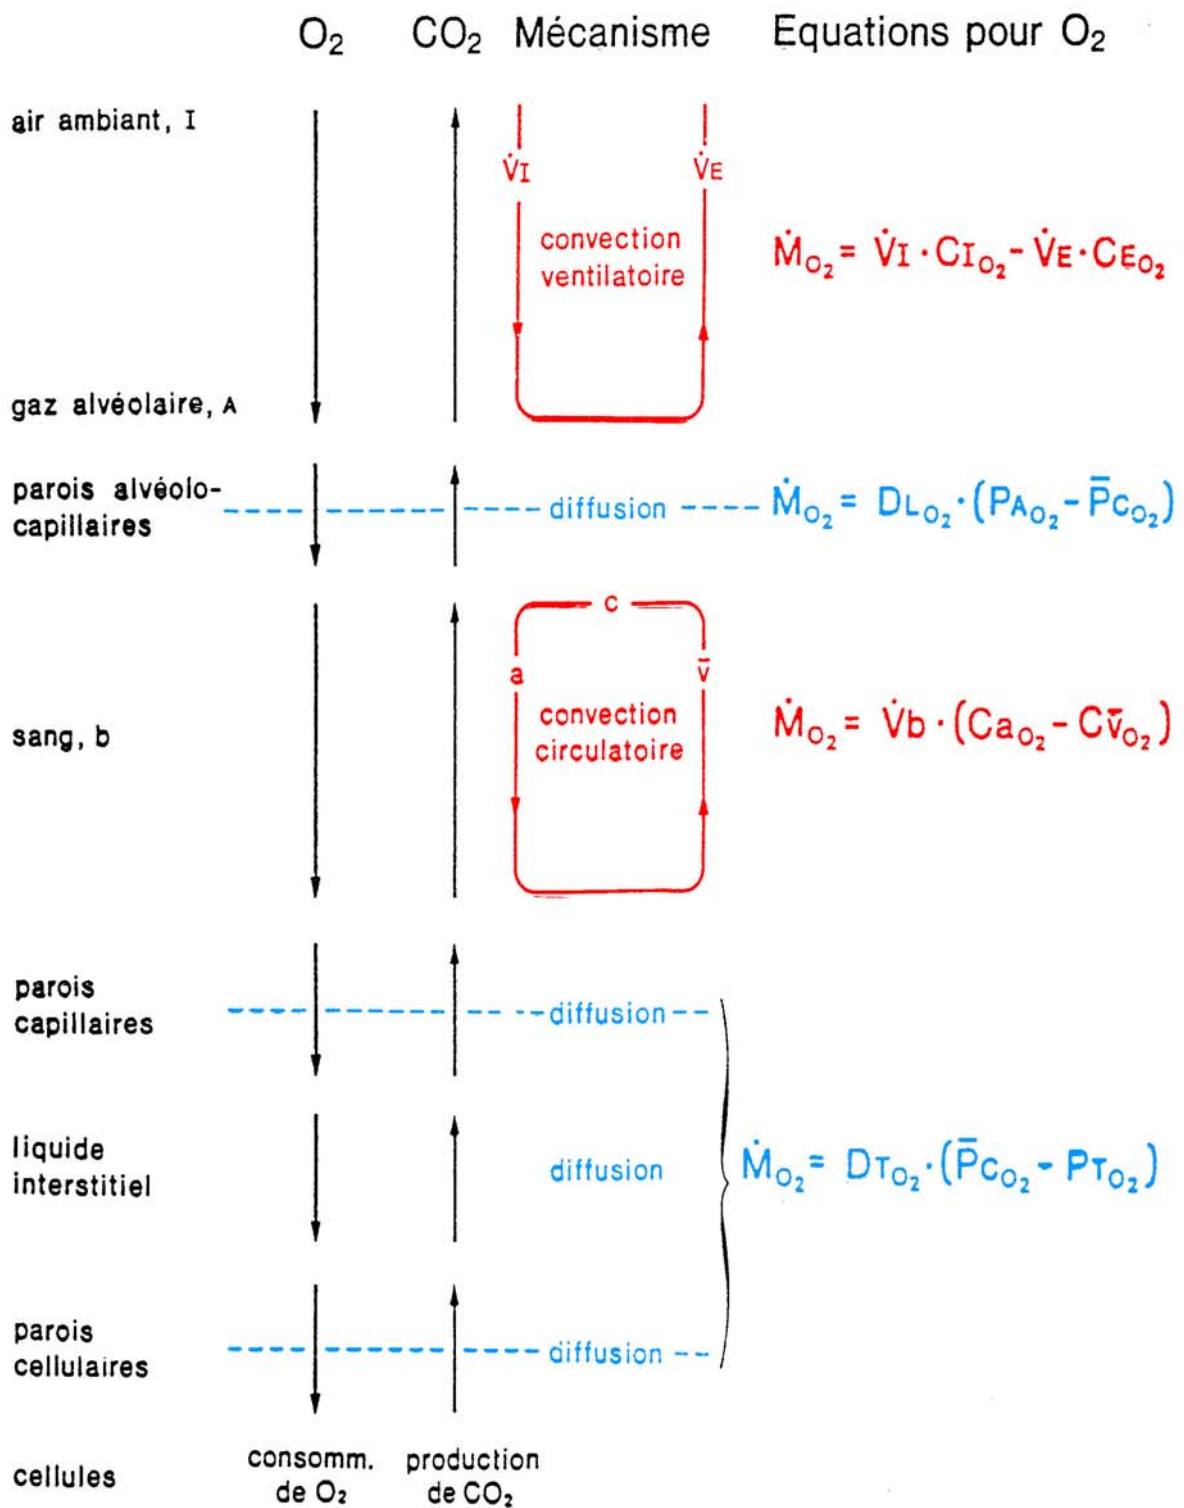 O₂ CO₂ Mécanisme Equations pour O₂
air ambiant, I
V̇I V̇E
convection
ventilatoire
ṀO₂ = V̇I · CIO₂ - V̇E · CEO₂
gaz alvéolaire, A
parois alvéolo-
capillaires
diffusion
ṀO₂ = DLO₂ · (PAO₂ - P̄cO₂)
c
a v̄
sang, b
convection
circulatoire
ṀO₂ = V̇b · (CaO₂ - Cv̄O₂)
parois
capillaires
diffusion
liquide
interstitiel
diffusion
ṀO₂ = DTO₂ · (P̄cO₂ - PTO₂)
parois
cellulaires
diffusion
cellules
consomm.
de O₂
production
de CO₂